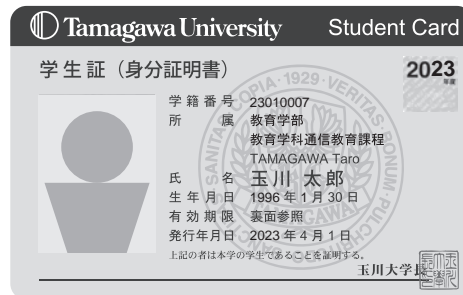 Tamagawa University Student Card
学生証（身分証明書）
2023
年度
学籍番号 23010007
所属 教育学部
教育学科通信教育課程
TAMAGAWA Taro
氏名 玉川 太郎
生年月日 1996年1月30日
有効期限 裏面参照
発行年月日 2023年4月1日
上記の者は本学の学生であることを証明する。
玉川大学長